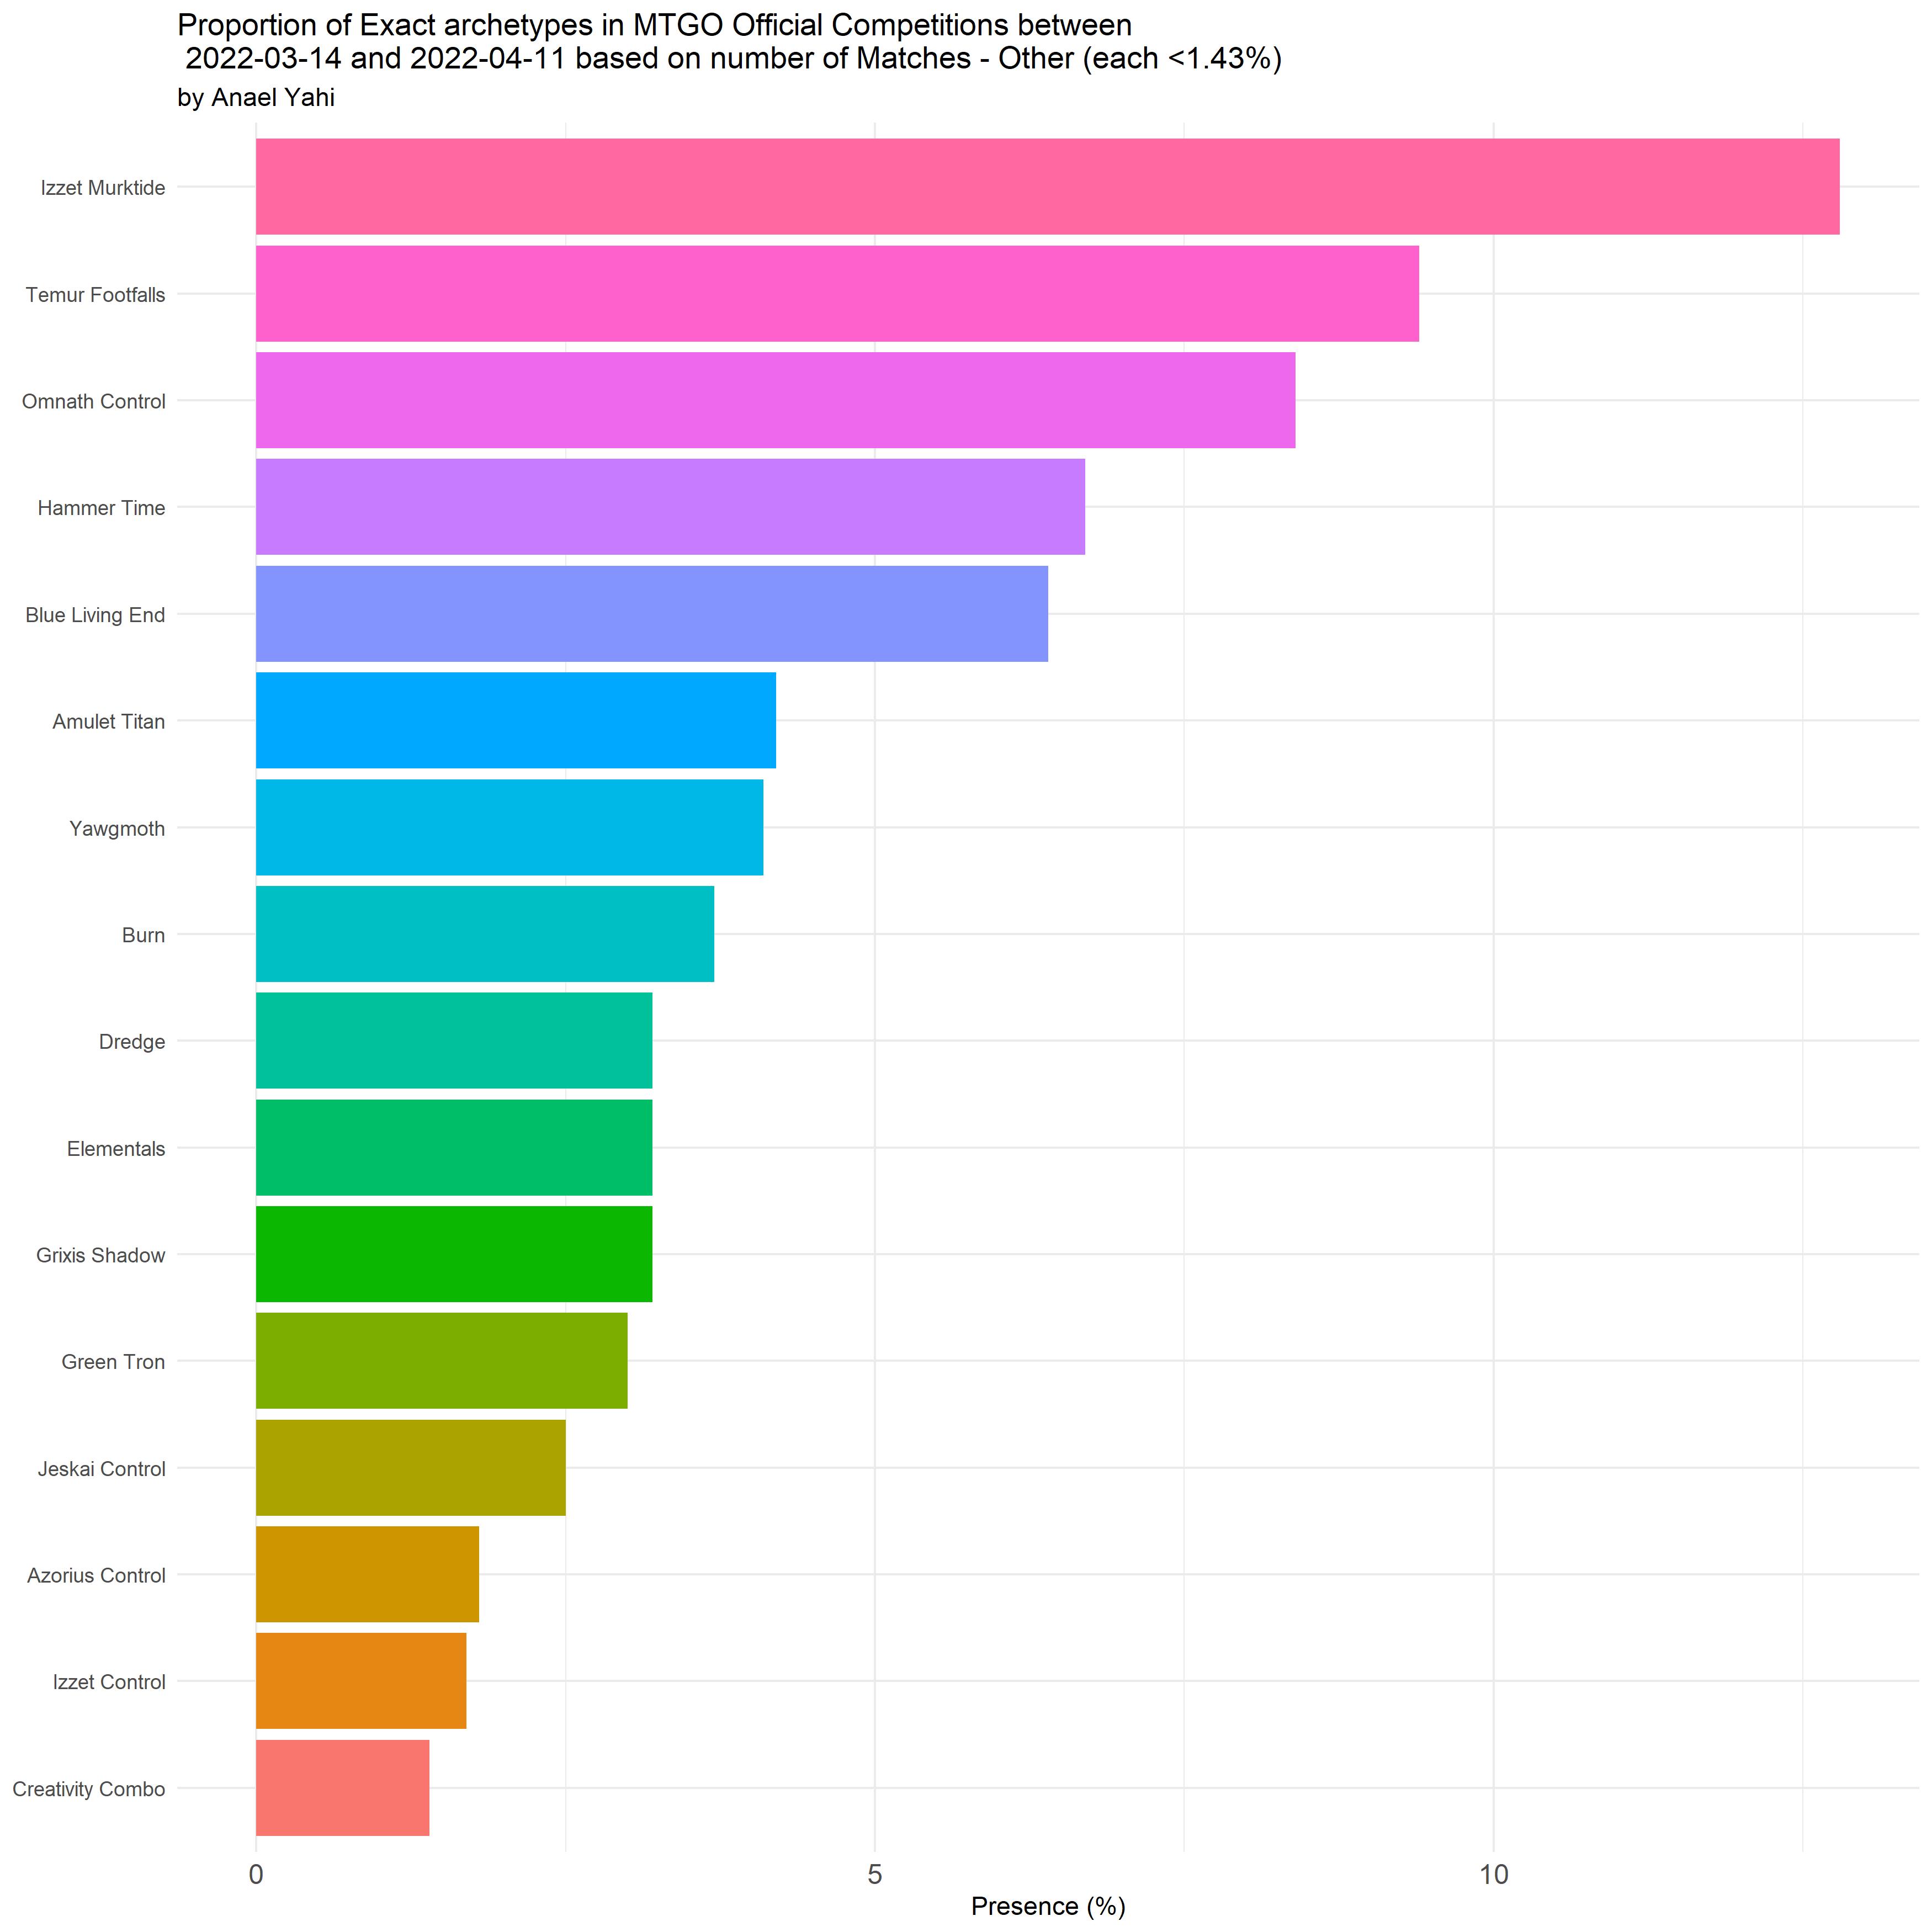 Proportion of Exact archetypes in MTGO Official Competitions between
2022-03-14 and 2022-04-11 based on number of Matches - Other (each <1.43%)
by Anael Yahi
Izzet Murktide
Temur Footfalls
Omnath Control
Hammer Time
Blue Living End
Amulet Titan
Yawgmoth
Burn
Dredge
Elementals
Grixis Shadow
Green Tron
Jeskai Control
Azorius Control
Izzet Control
Creativity Combo
0 5 10
Presence (%)